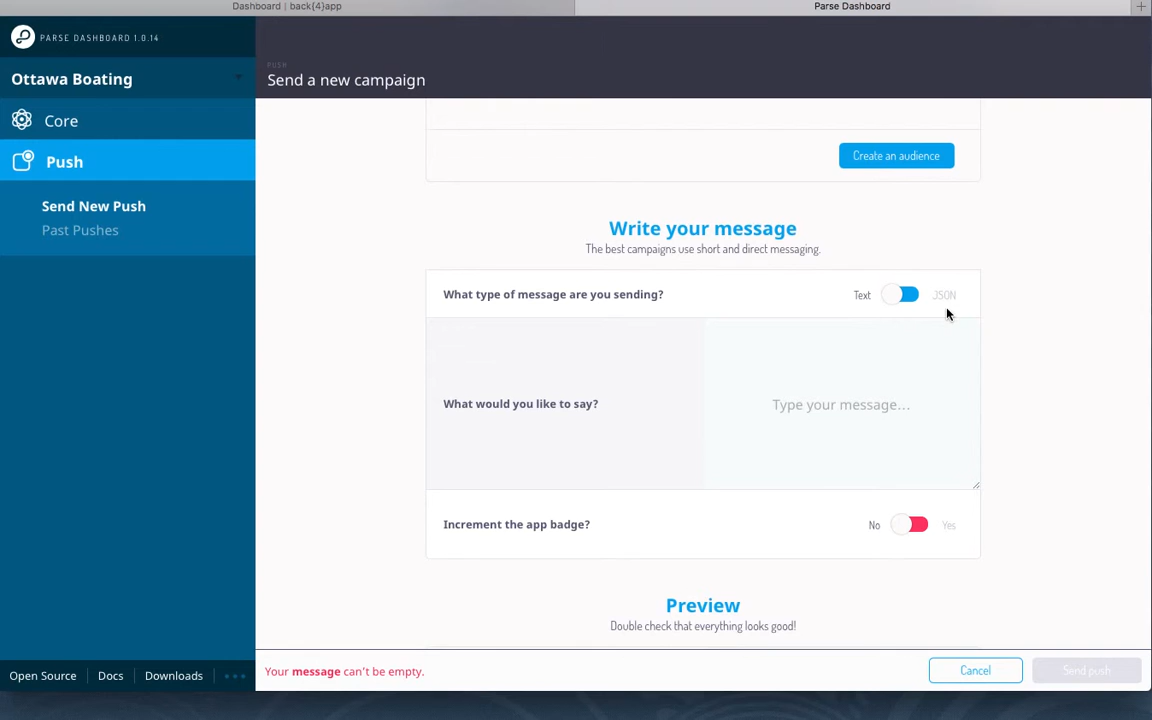 Dashboard | back{4}app
Parse Dashboard
PARSE DASHBOARD 1.0.14
Ottawa Boating
Core
Push
Send New Push
Past Pushes
Open Source
Docs
Downloads
PUSH
Send a new campaign
Create an audience
Write your message
The best campaigns use short and direct messaging.
What type of message are you sending?
Text
JSON
What would you like to say?
Type your message...
Increment the app badge?
No
Yes
Preview
Double check that everything looks good!
Your message can't be empty.
Cancel
Send push